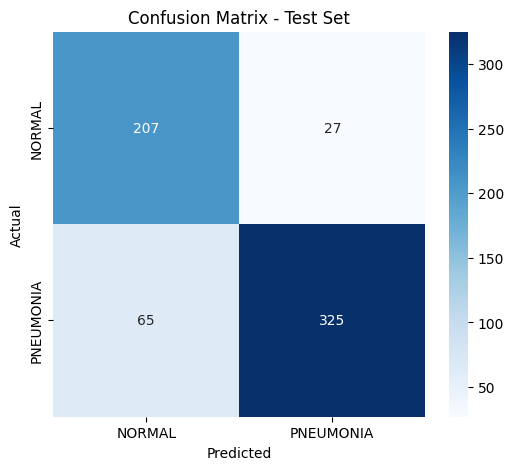 Confusion Matrix - Test Set
NORMAL
207
27
300
250
200
150
100
50
Actual
PNEUMONIA
65
325
NORMAL
PNEUMONIA
Predicted